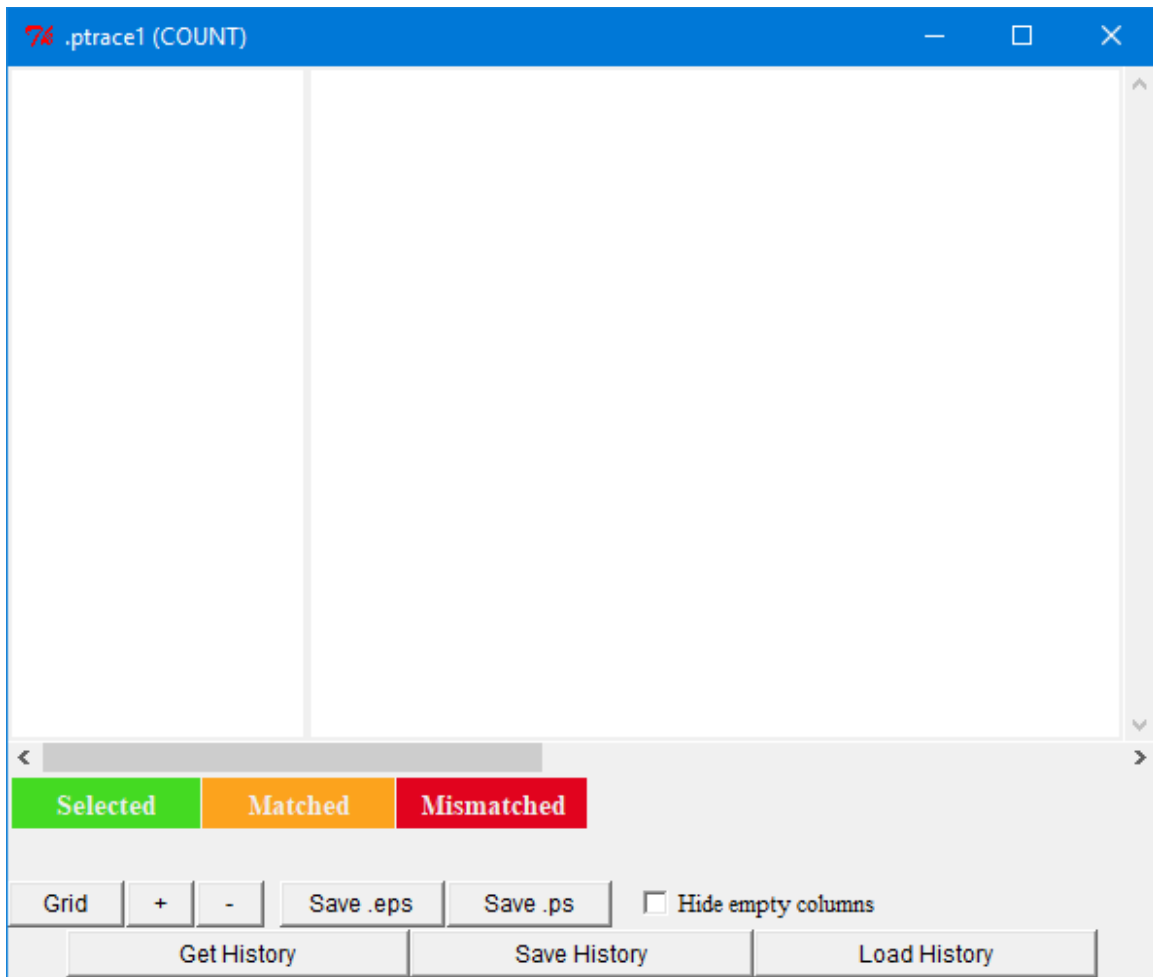 .ptrace1 (COUNT)
Selected Matched Mismatched
Grid + - Save .eps Save .ps Hide empty columns
Get History Save History Load History